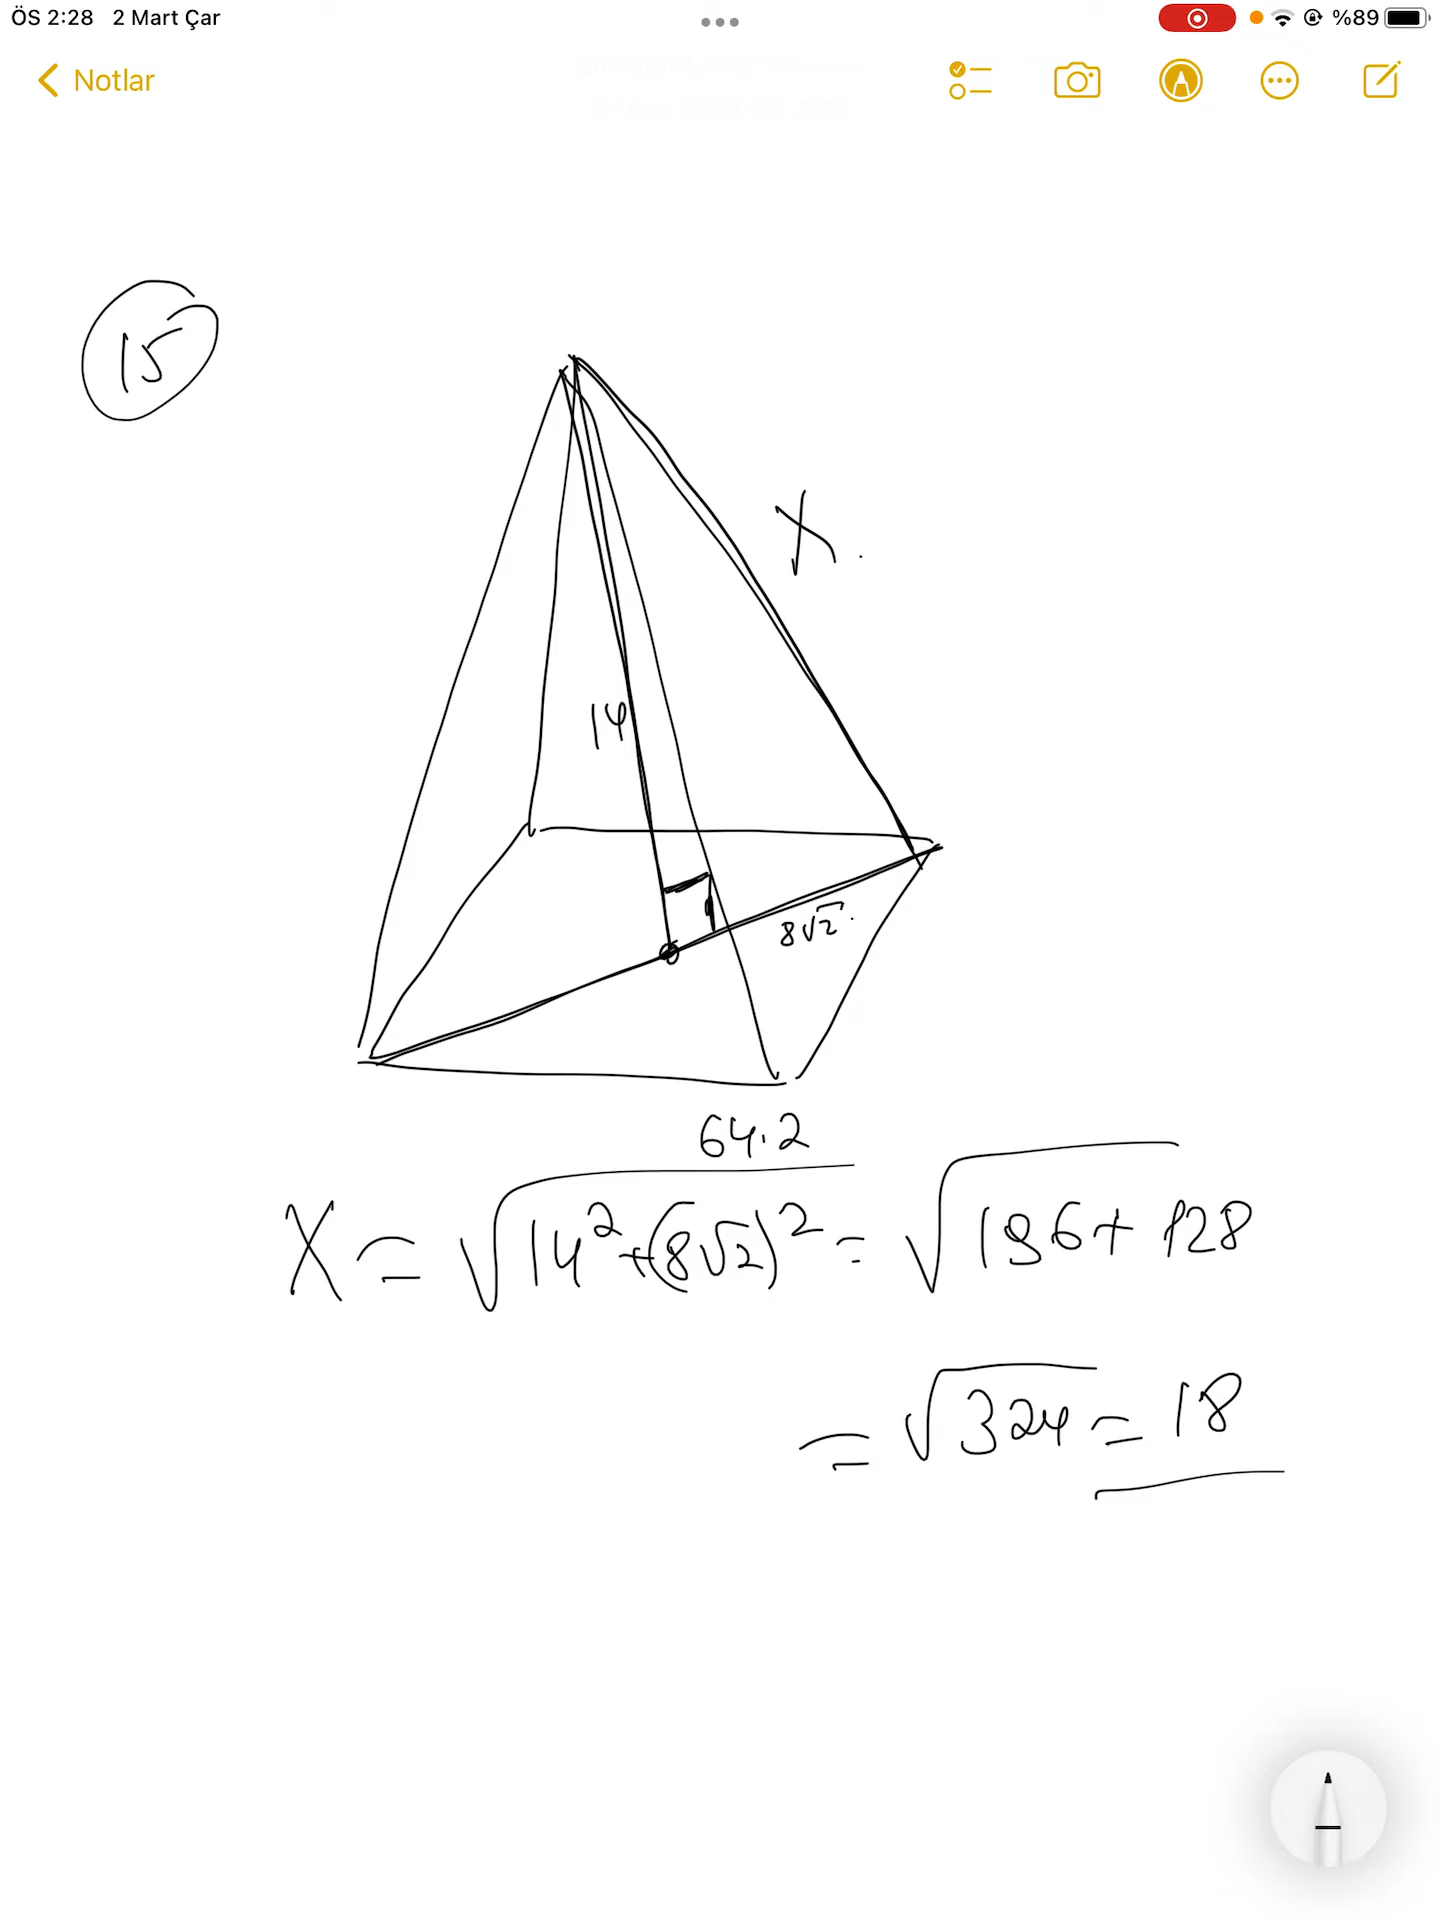 ÖS 2:28 2 Mart Çar %89
Notlar
15
X.
14
8√2
64.2
X = √14² + (8√2)² = √196 + 128
= √324 = 18